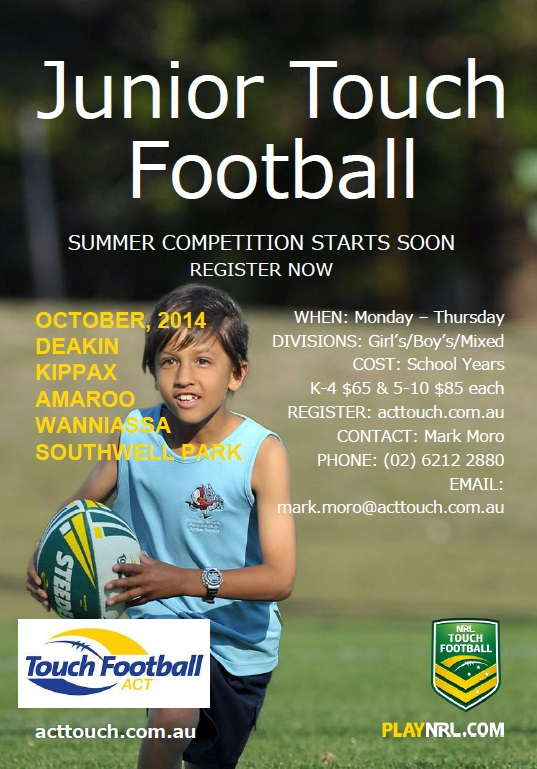 Junior Touch
Football
SUMMER COMPETITION STARTS SOON
REGISTER NOW
OCTOBER, 2014
DEAKIN
KIPPAX
AMAROO
WANNIASSA
SOUTHWELL PARK
WHEN: Monday – Thursday
DIVISIONS: Girl's/Boy's/Mixed
COST: School Years
K-4 $65 & 5-10 $85 each
REGISTER: acttouch.com.au
CONTACT: Mark Moro
PHONE: (02) 6212 2880
EMAIL:
mark.moro@acttouch.com.au
STEEDE
Touch Football
ACT
acttouch.com.au
NRL
TOUCH
FOOTBALL
PLAYNRL.COM